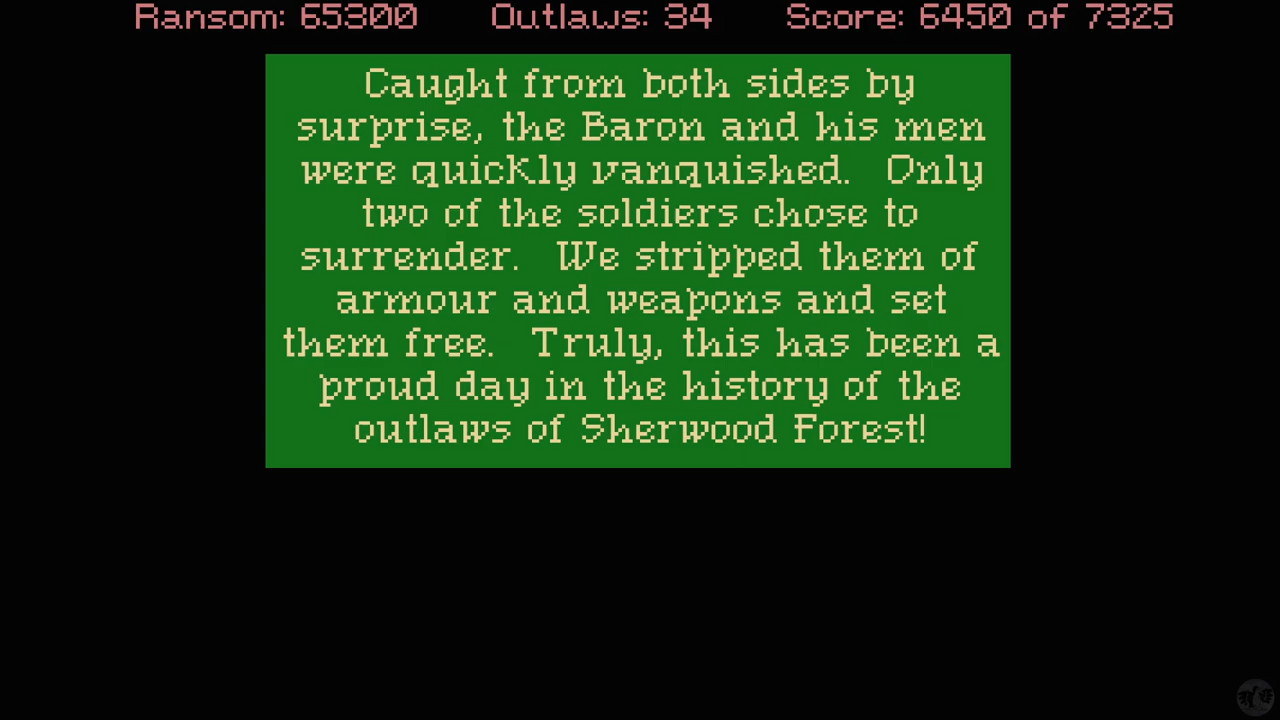 Ransom: 65300 Outlaws: 34 Score: 6450 of 7325
Caught from both sides by
surprise, the Baron and his men
were quickly vanquished. Only
two of the soldiers chose to
surrender. We stripped them of
armour and weapons and set
them free. Truly, this has been a
proud day in the history of the
outlaws of Sherwood Forest!